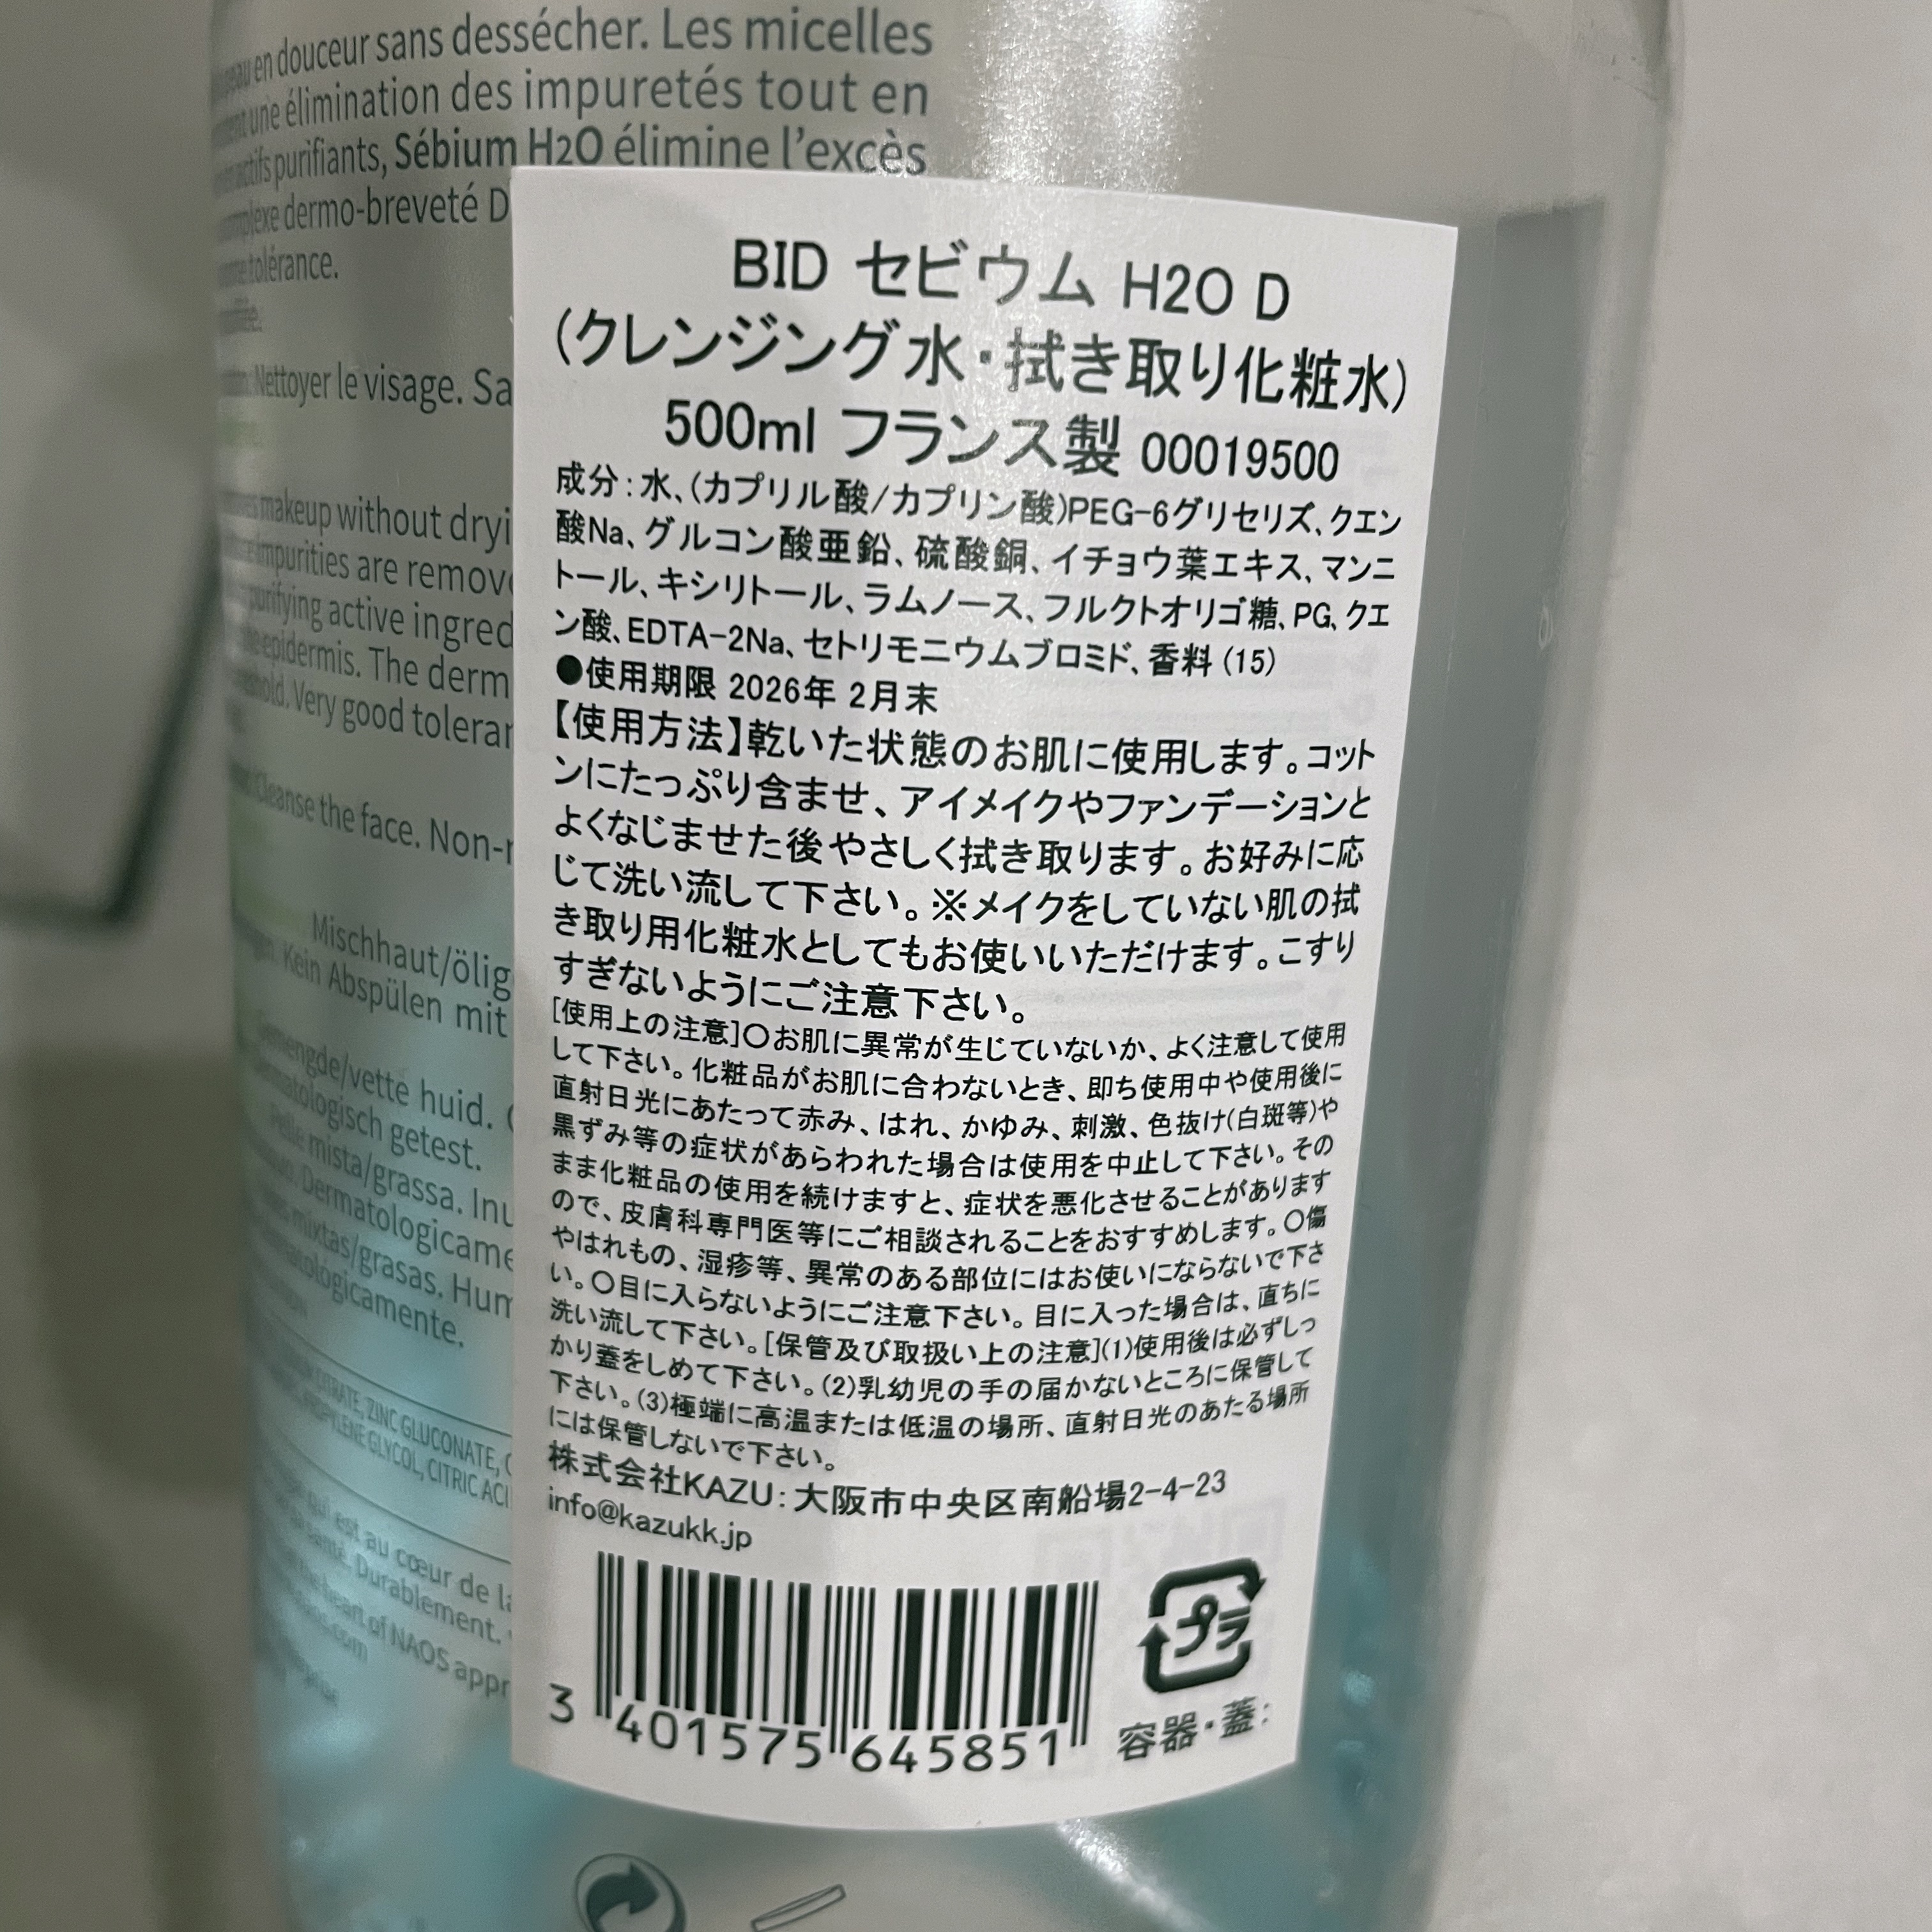 en douceur sans dessécher. Les micelles
une élimination des impuretés tout en
actifs purifiants, Sébium H2O élimine l'excès
dermo-breveté D
tolérance.
Nettoyer le visage. Sa
makeup without dryi
impurities are remov
purifying active ingred
epidermis. The derm
Very good toleran
Cleanse the face. Non-r
Mischhaut/ölig
Kein Abspülen mit
Gemengde/vette huid.
Dermatologisch getest.
Pelle mista/grassa. Inu
Dermatologicame
mixtas/grasas. Hum
Dermatológicamente.
CITRATE, ZINC GLUCONATE, C
PROPYLENE GLYCOL, CITRIC ACI
qui est au cœur de la
santé. Durablement.
the heart of NAOS appr
BID セビウム H2O D
(クレンジング水・拭き取り化粧水)
500ml フランス製 00019500
成分:水、(カプリル酸/カプリン酸)PEG-6グリセリズ、クエン
酸Na、グルコン酸亜鉛、硫酸銅、イチョウ葉エキス、マンニ
トール、キシリトール、ラムノース、フルクトオリゴ糖、PG、クエ
ン酸、EDTA-2Na、セトリモニウムブロミド、香料(15)
●使用期限 2026年 2月末
【使用方法】乾いた状態のお肌に使用します。コット
ンにたっぷり含ませ、アイメイクやファンデーションと
よくなじませた後やさしく拭き取ります。お好みに応
じて洗い流して下さい。※メイクをしていない肌の拭
き取り用化粧水としてもお使いいただけます。こすり
すぎないようにご注意下さい。
[使用上の注意]〇お肌に異常が生じていないか、よく注意して使用
して下さい。化粧品がお肌に合わないとき、即ち使用中や使用後に
直射日光にあたって赤み、はれ、かゆみ、刺激、色抜け(白斑等)や
黒ずみ等の症状があらわれた場合は使用を中止して下さい。その
まま化粧品の使用を続けますと、症状を悪化させることがあります
ので、皮膚科専門医等にご相談されることをおすすめします。〇傷
やはれもの、湿疹等、異常のある部位にはお使いにならないで下さ
い。〇目に入らないようにご注意下さい。目に入った場合は、直ちに
洗い流して下さい。[保管及び取扱い上の注意](1)使用後は必ずしっ
かり蓋をしめて下さい。(2)乳幼児の手の届かないところに保管して
下さい。(3)極端に高温または低温の場所、直射日光のあたる場所
には保管しないで下さい。
株式会社KAZU:大阪市中央区南船場2-4-23
info@kazukk.jp
3 401575 645851
プラ
容器・蓋: